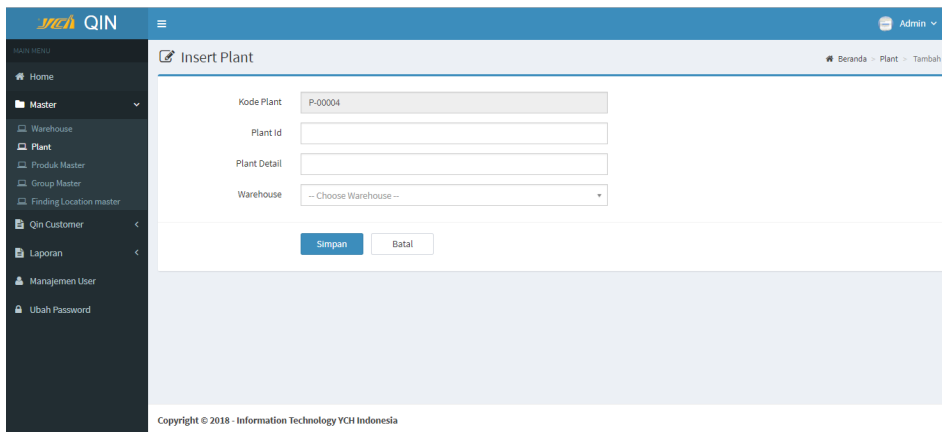 ych QIN
Admin
MAIN MENU
Insert Plant
Beranda > Plant > Tambah
Home
Master
Warehouse
Plant
Produk Master
Group Master
Finding Location master
Qin Customer
Laporan
Manajemen User
Ubah Password
Kode Plant P-00004
Plant Id
Plant Detail
Warehouse -- Choose Warehouse --
Simpan Batal
Copyright © 2018 - Information Technology YCH Indonesia